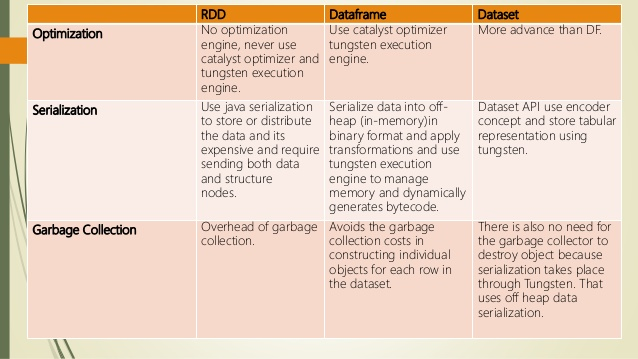 RDD Dataframe Dataset
Optimization
No optimization
engine, never use
catalyst optimizer and
tungsten execution
engine.
Use catalyst optimizer
tungsten execution
engine.
More advance than DF.
Serialization
Use java serialization
to store or distribute
the data and its
expensive and require
sending both data
and structure
nodes.
Serialize data into off-
heap (in-memory)in
binary format and apply
transformations and use
tungsten execution
engine to manage
memory and dynamically
generates bytecode.
Dataset API use encoder
concept and store tabular
representation using
tungsten.
Garbage Collection
Overhead of garbage
collection.
Avoids the garbage
collection costs in
constructing individual
objects for each row in
the dataset.
There is also no need for
the garbage collector to
destroy object because
serialization takes place
through Tungsten. That
uses off heap data
serialization.